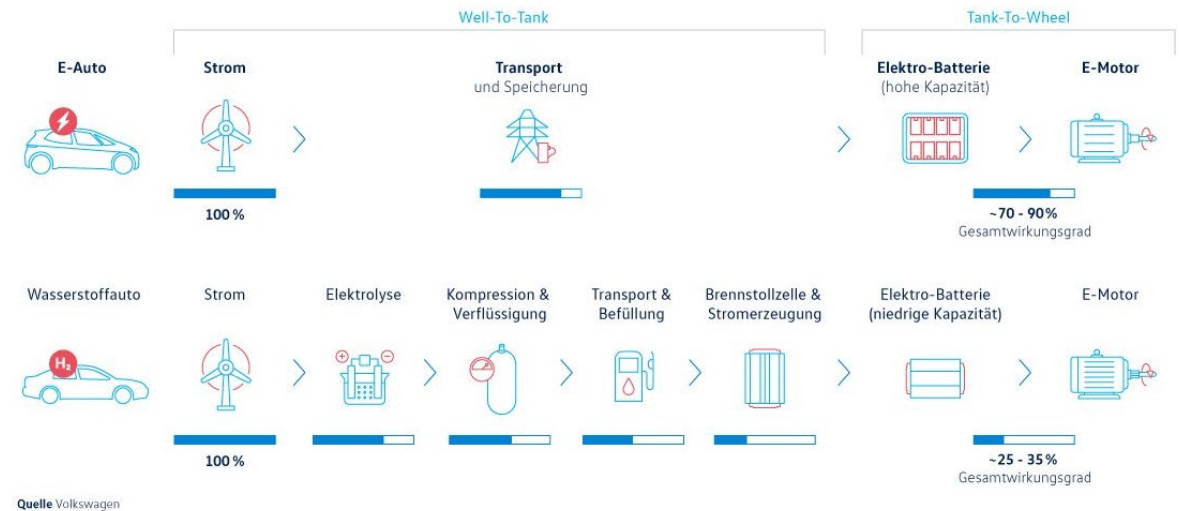 Well-To-Tank
Tank-To-Wheel
E-Auto
Strom
Transport
und Speicherung
Elektro-Batterie
(hohe Kapazität)
E-Motor
100 %
~70 - 90%
Gesamtwirkungsgrad
Wasserstoffauto
Strom
Elektrolyse
Kompression &
Verflüssigung
Transport &
Befüllung
Brennstollzelle &
Stromerzeugung
Elektro-Batterie
(niedrige Kapazität)
E-Motor
H₂
100 %
~25 - 35%
Gesamtwirkungsgrad
Quelle Volkswagen